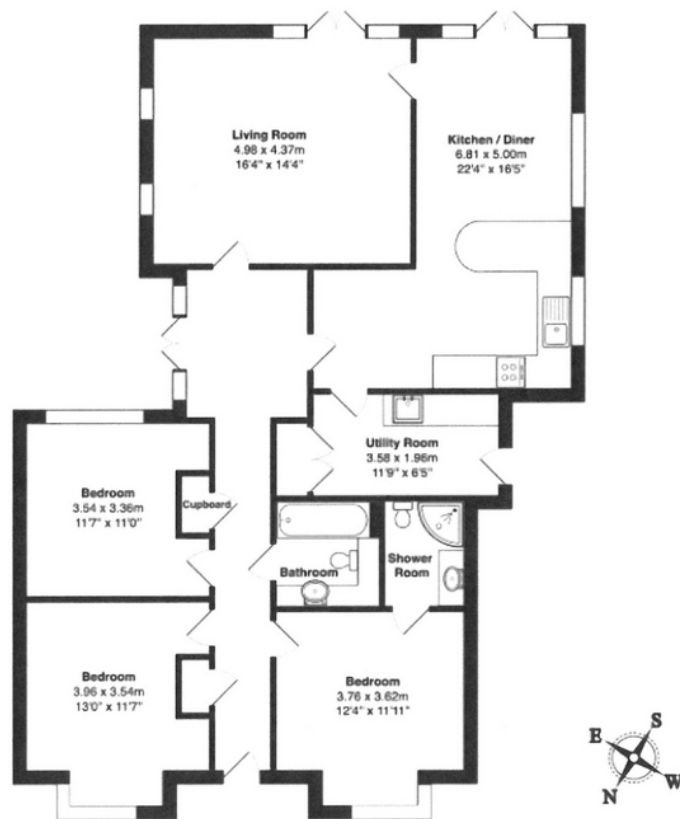 Living Room
4.98 x 4.37m
16'4" x 14'4"
Kitchen / Diner
6.81 x 5.00m
22'4" x 16'5"
Utility Room
3.58 x 1.96m
11'9" x 6'5"
Bedroom
3.54 x 3.36m
11'7" x 11'0"
Cupboard
Bathroom
Shower
Room
Bedroom
3.96 x 3.54m
13'0" x 11'7"
Bedroom
3.76 x 3.62m
12'4" x 11'11"
E
S
N
W